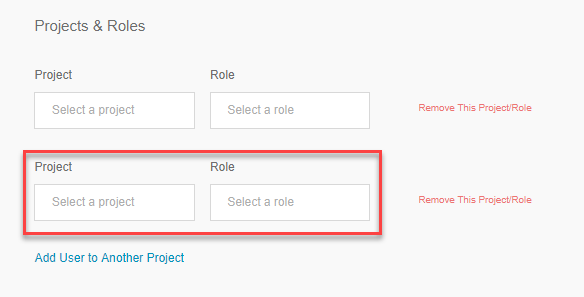 Projects & Roles
Project Role
Select a project Select a role Remove This Project/Role
Project Role
Select a project Select a role Remove This Project/Role
Add User to Another Project